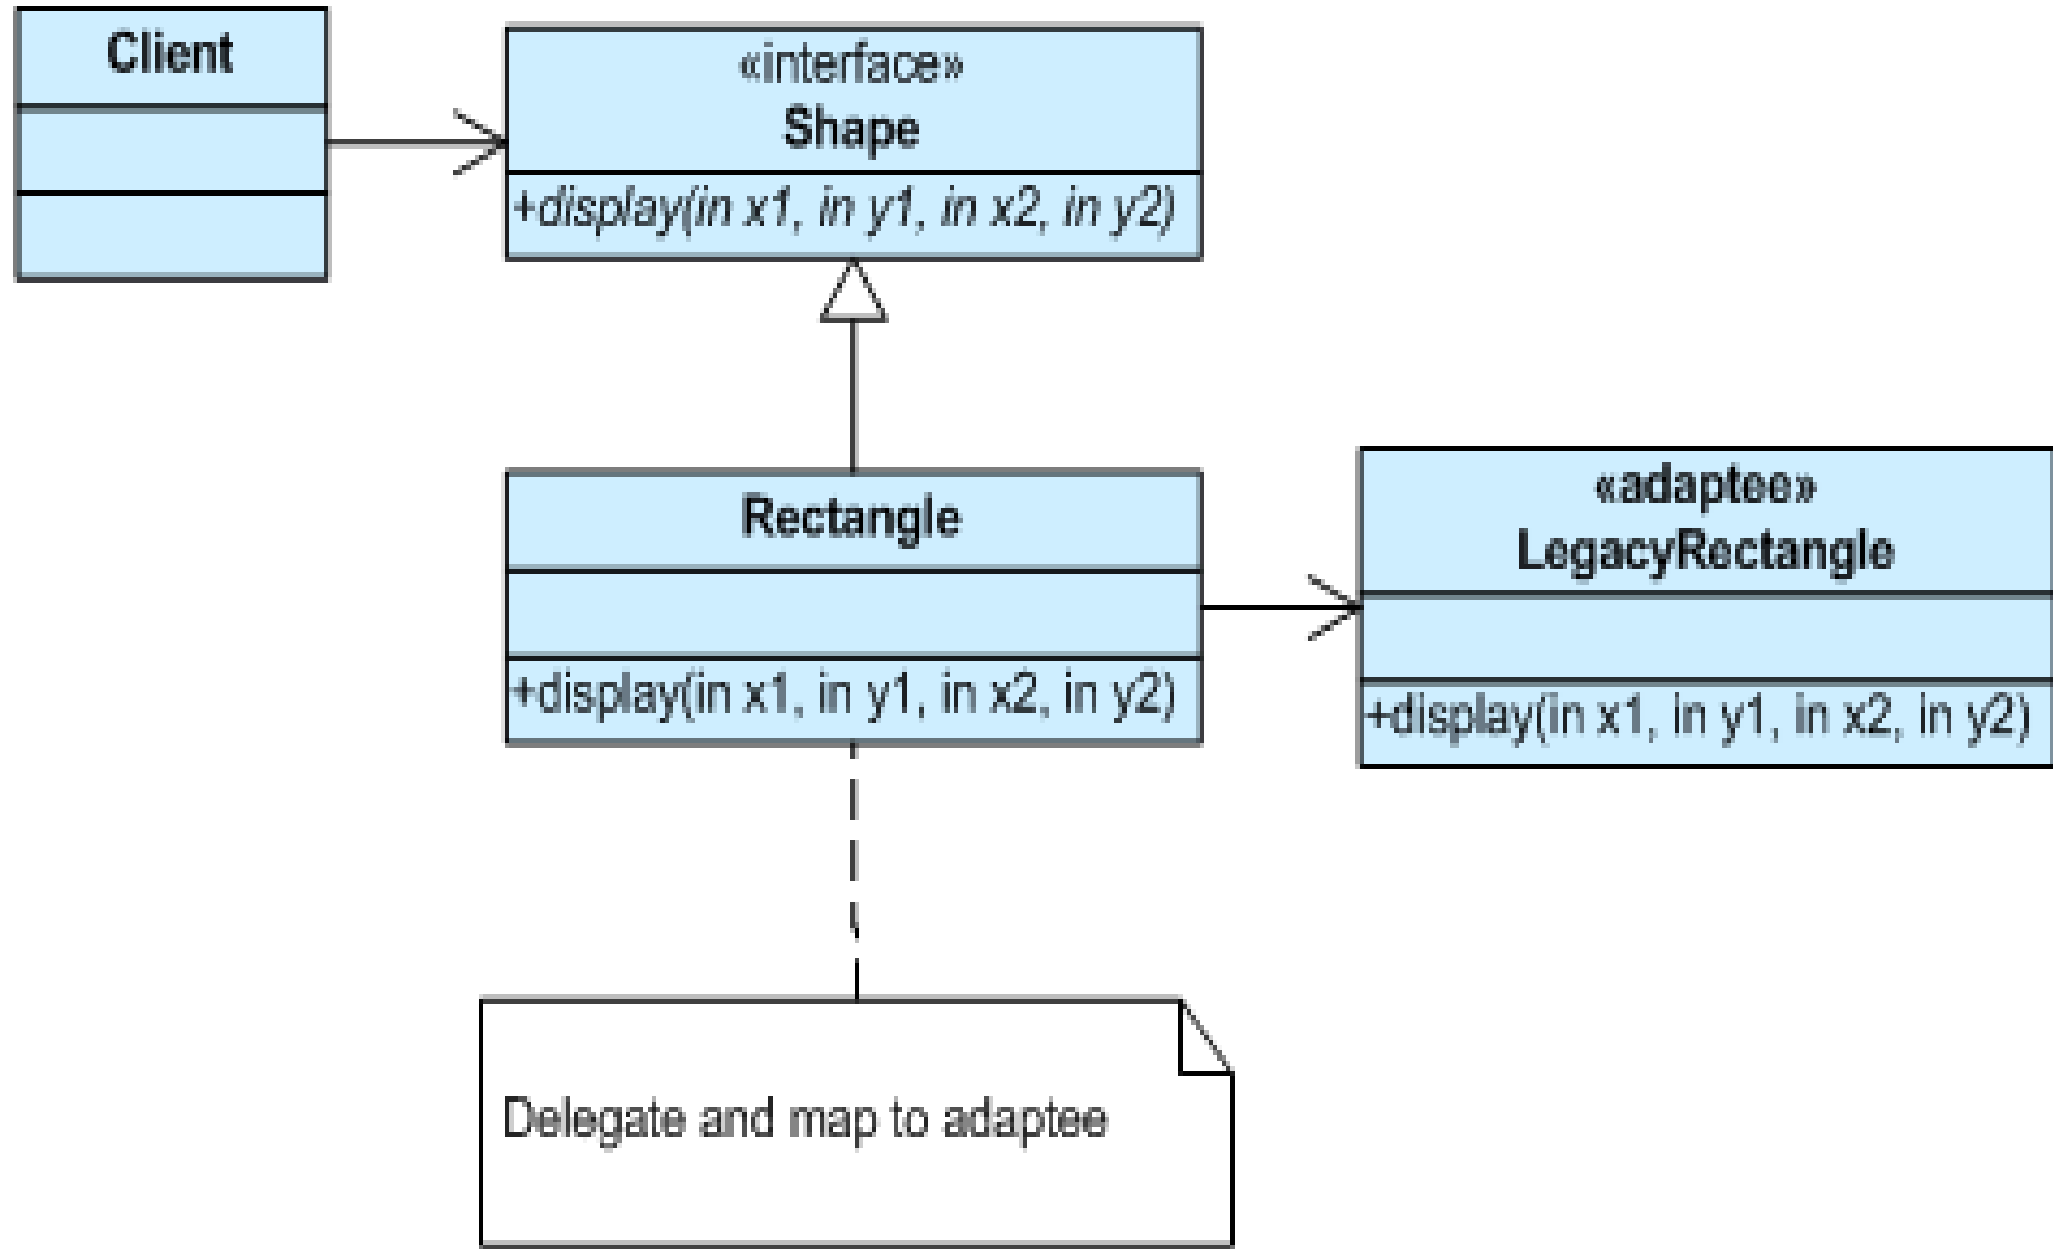 Client
«interface»
Shape
+display(in x1, in y1, in x2, in y2)
Rectangle
+display(in x1, in y1, in x2, in y2)
«adaptee»
LegacyRectangle
+display(in x1, in y1, in x2, in y2)
Delegate and map to adaptee